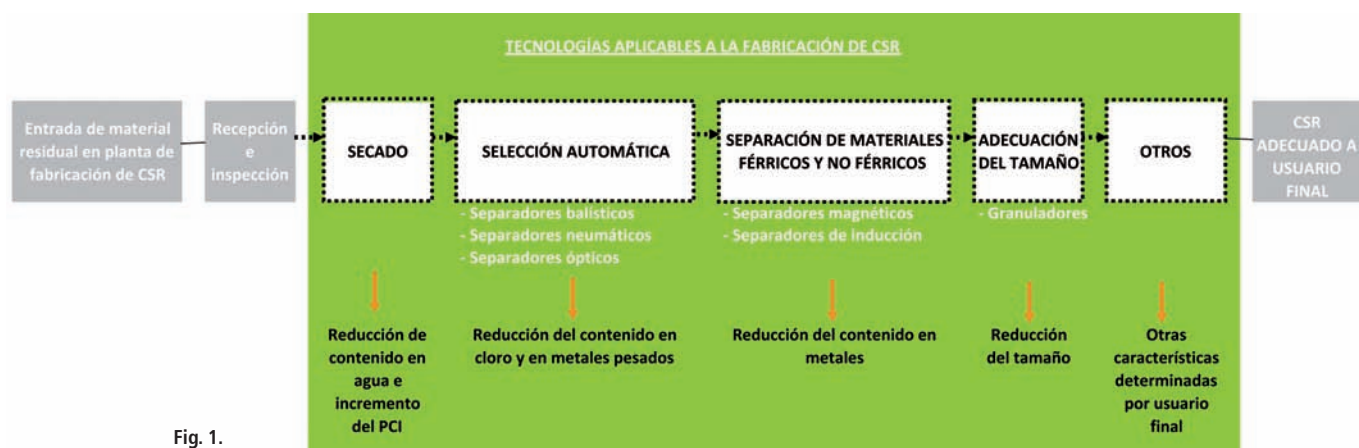 TECNOLOGÍAS APLICABLES A LA FABRICACIÓN DE CSR
Entrada de material
residual en planta de
fabricación de CSR
Recepción
e
inspección
SECADO
SELECCIÓN AUTOMÁTICA
SEPARACIÓN DE MATERIALES
FÉRRICOS Y NO FÉRRICOS
ADECUACIÓN
DEL TAMAÑO
OTROS
CSR
ADECUADO A
USUARIO
FINAL
- Separadores balísticos
- Separadores neumáticos
- Separadores ópticos
- Separadores magnéticos
- Separadores de inducción
- Granuladores
Reducción de
contenido en
agua e
incremento
del PCI
Reducción del contenido en
cloro y en metales pesados
Reducción del contenido en
metales
Reducción
del tamaño
Otras
características
determinadas
por usuario
final
Fig. 1.